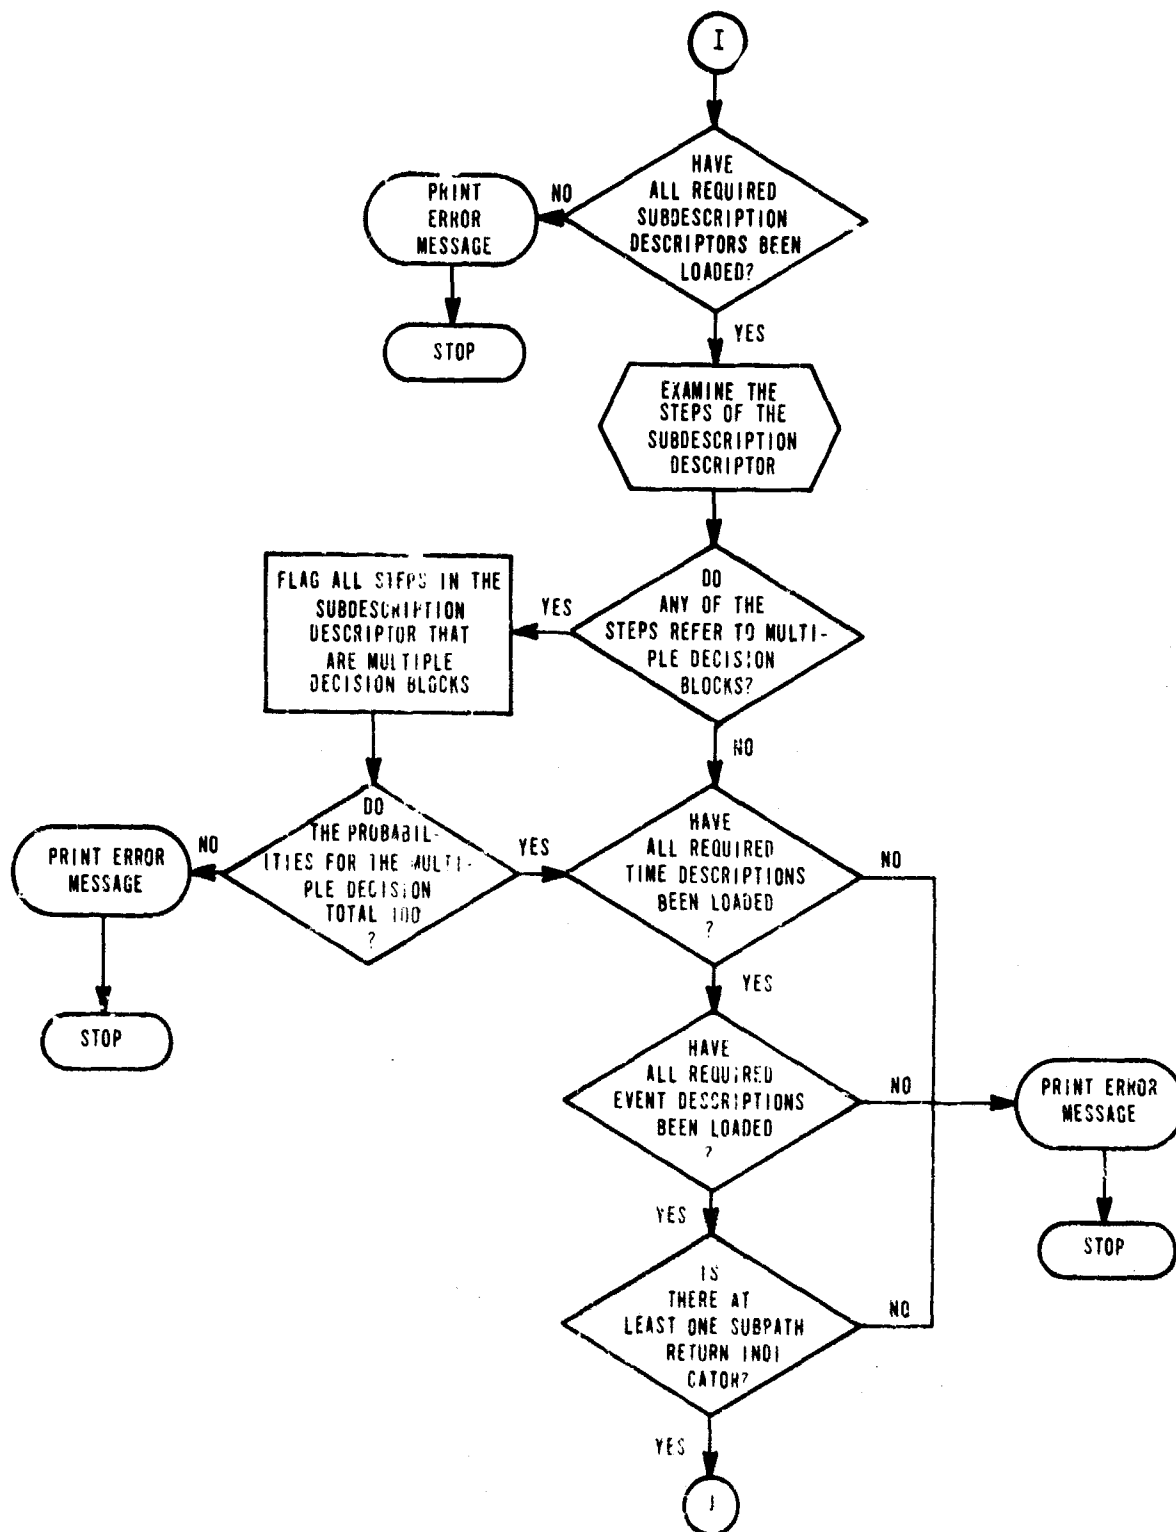 I
HAVE
ALL REQUIRED
SUBDESCRIPTION
DESCRIPTORS BEEN
LOADED?
NO
PRINT
ERROR
MESSAGE
STOP
YES
EXAMINE THE
STEPS OF THE
SUBDESCRIPTION
DESCRIPTOR
DO
ANY OF THE
STEPS REFER TO MULTI-
PLE DECISION
BLOCKS?
YES
FLAG ALL STEPS IN THE
SUBDESCRIPTION
DESCRIPTOR THAT
ARE MULTIPLE
DECISION BLOCKS
NO
DO
THE PROBABIL-
ITIES FOR THE MULTI-
PLE DECISION
TOTAL 100
?
NO
PRINT ERROR
MESSAGE
STOP
YES
HAVE
ALL REQUIRED
TIME DESCRIPTIONS
BEEN LOADED
?
NO
YES
HAVE
ALL REQUIRED
EVENT DESCRIPTIONS
BEEN LOADED
?
NO
PRINT ERROR
MESSAGE
STOP
YES
IS
THERE AT
LEAST ONE SUBPATH
RETURN INDI
CATOR?
NO
YES